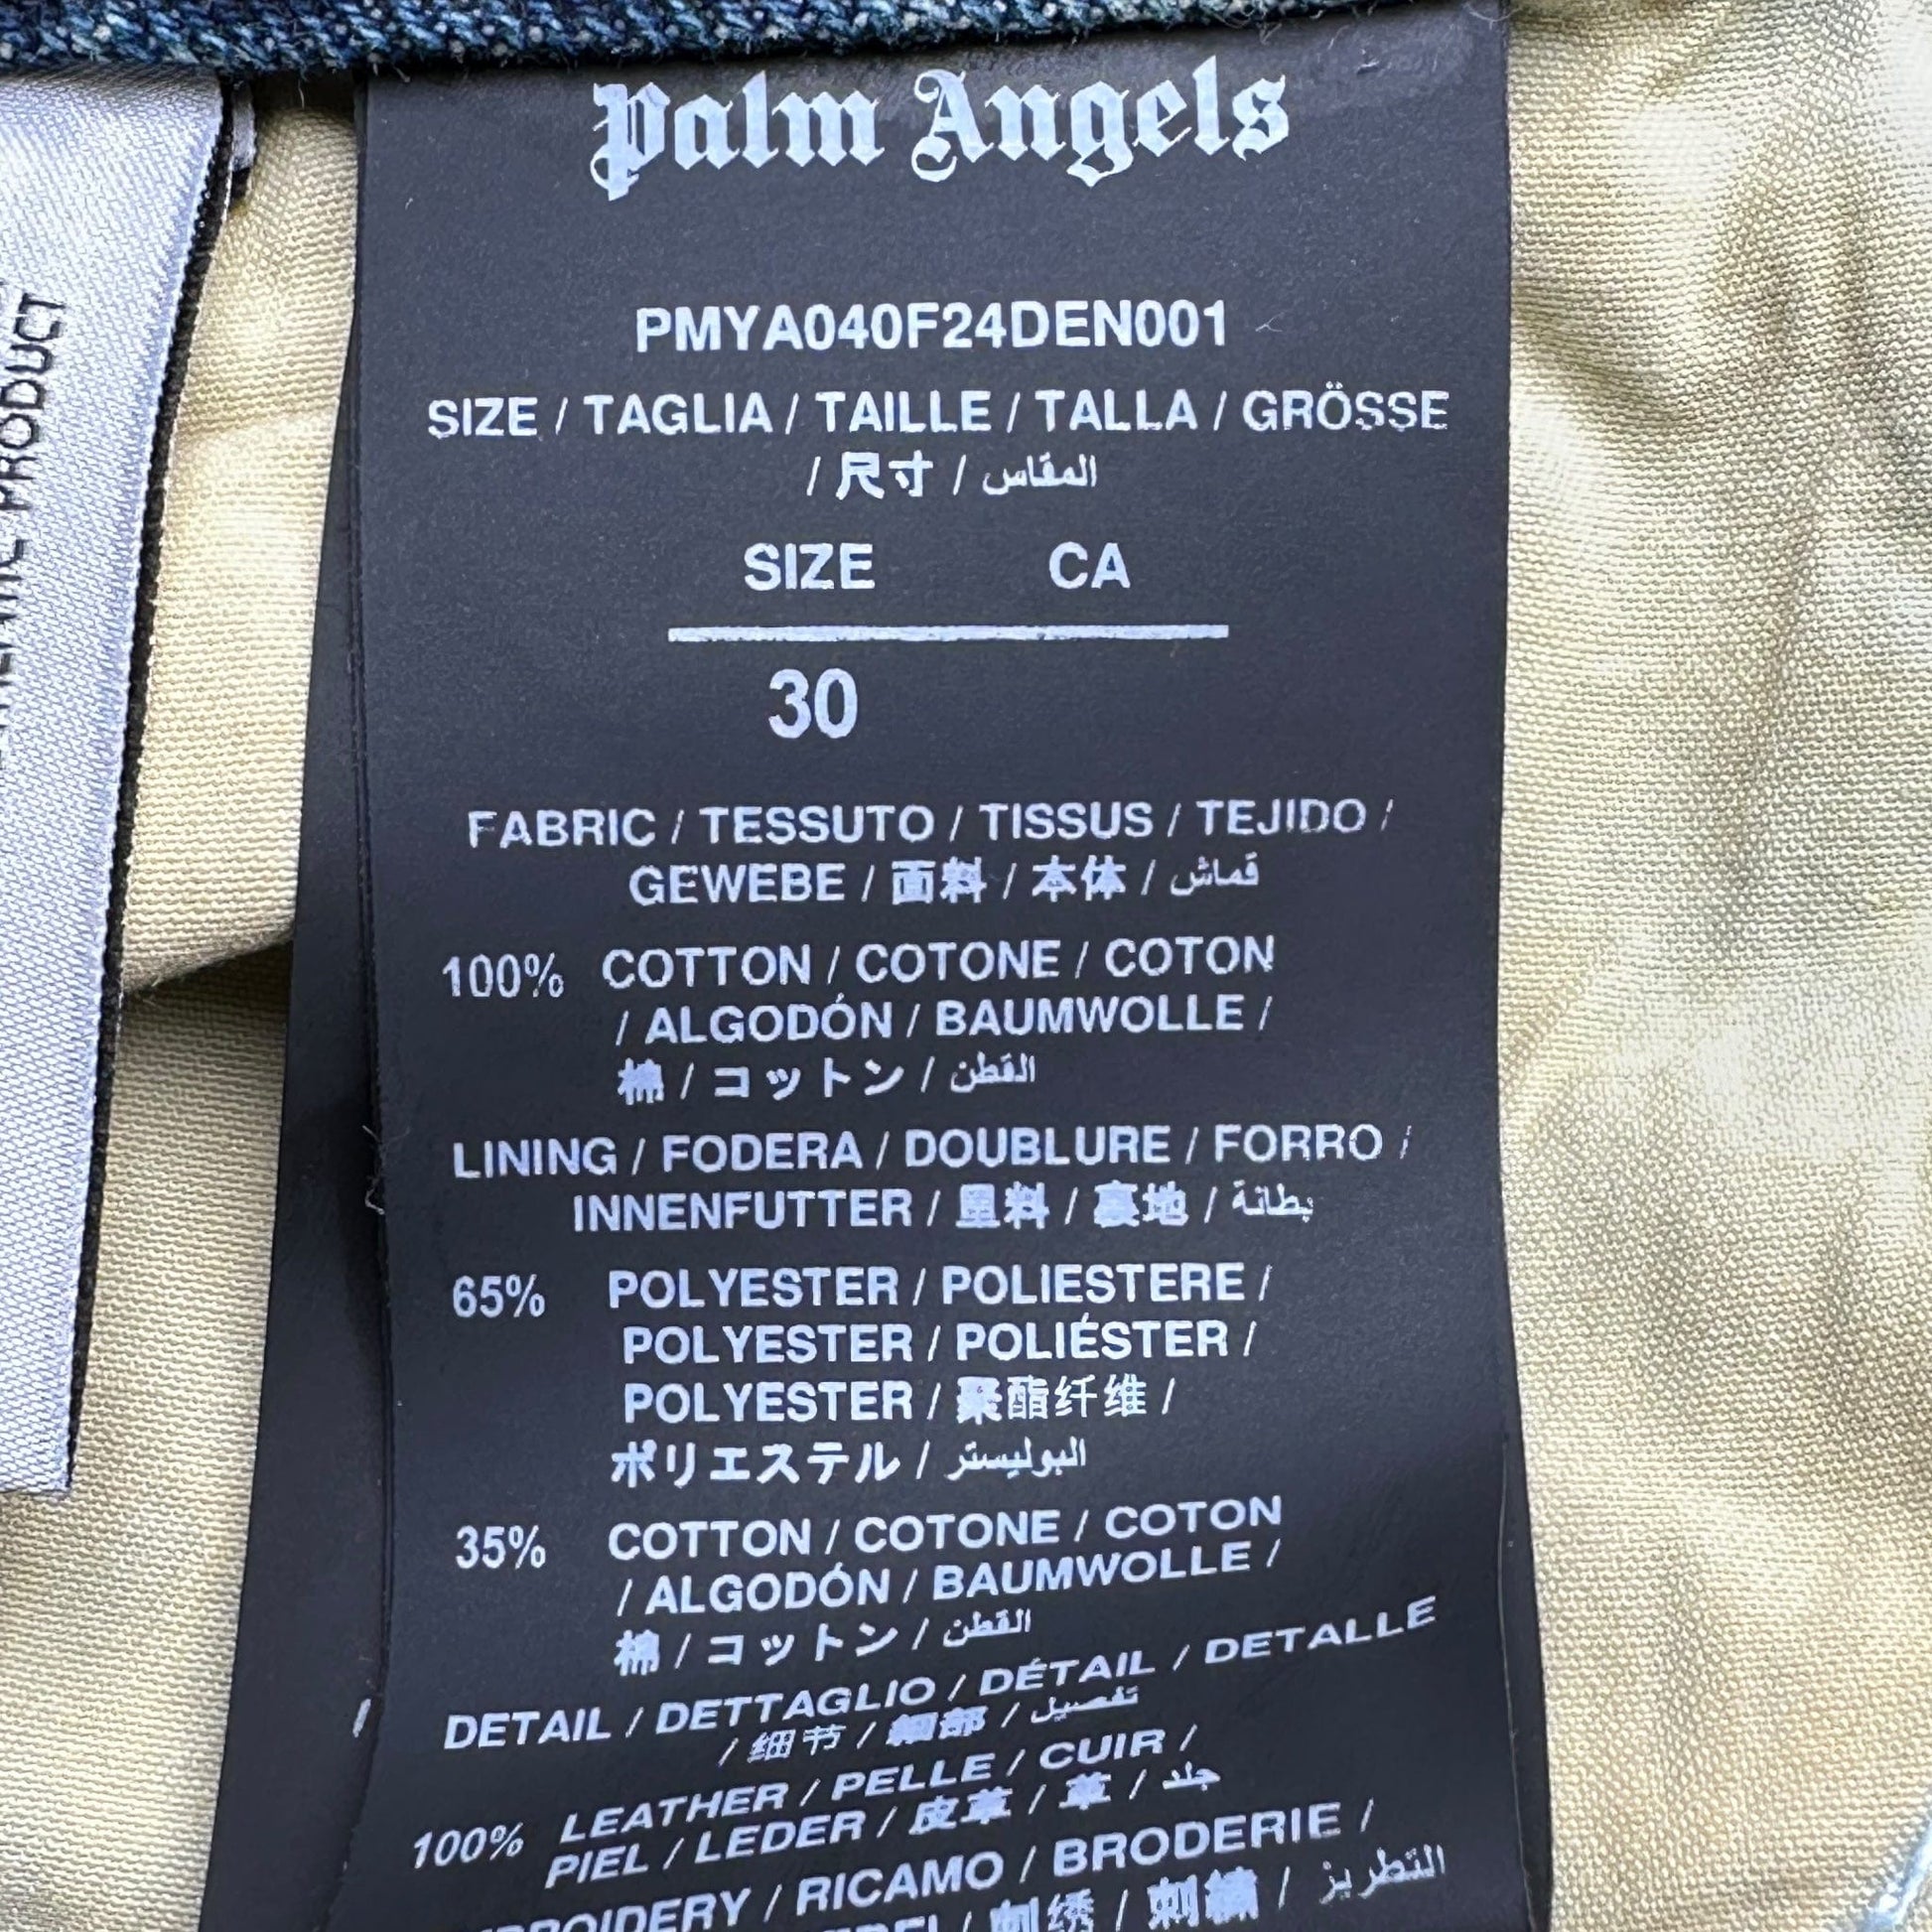 Palm Angels
PMYA040F24DEN001
SIZE / TAGLIA / TAILLE / TALLA / GRÖSSE
/ 尺寸 / المقاس
SIZE CA
30
FABRIC / TESSUTO / TISSUS / TEJIDO /
GEWEBE / 面料 / 本体 / قماش
100% COTTON / COTONE / COTON
/ ALGODÓN / BAUMWOLLE /
棉 / コットン / القطن
LINING / FODERA / DOUBLURE / FORRO /
INNENFUTTER / 里料 / 裏地 / بطانة
65% POLYESTER / POLIESTERE /
POLYESTER / POLIÉSTER /
POLYESTER / 聚酯纤维 /
ポリエステル / البوليستر
35% COTTON / COTONE / COTON
/ ALGODÓN / BAUMWOLLE /
棉 / コットン / القطن
DETAIL / DETTAGLIO / DÉTAIL / DETALLE
/ 细节 / 細部 / تفصيل
100% LEATHER / PELLE / CUIR /
PIEL / LEDER / 皮革 / 革 / جلد
/ RICAMO / BRODERIE /
/ 刺绣 / 刺繍 / التطريز
PRODUCT